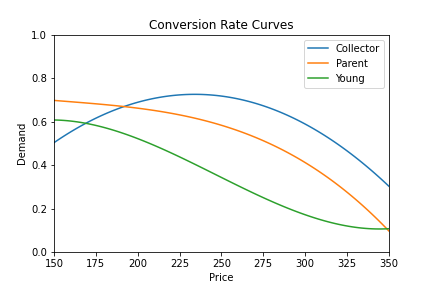 Conversion Rate Curves
Collector
Parent
Young
Demand
1.0
0.8
0.6
0.4
0.2
0.0
150 175 200 225 250 275 300 325 350
Price